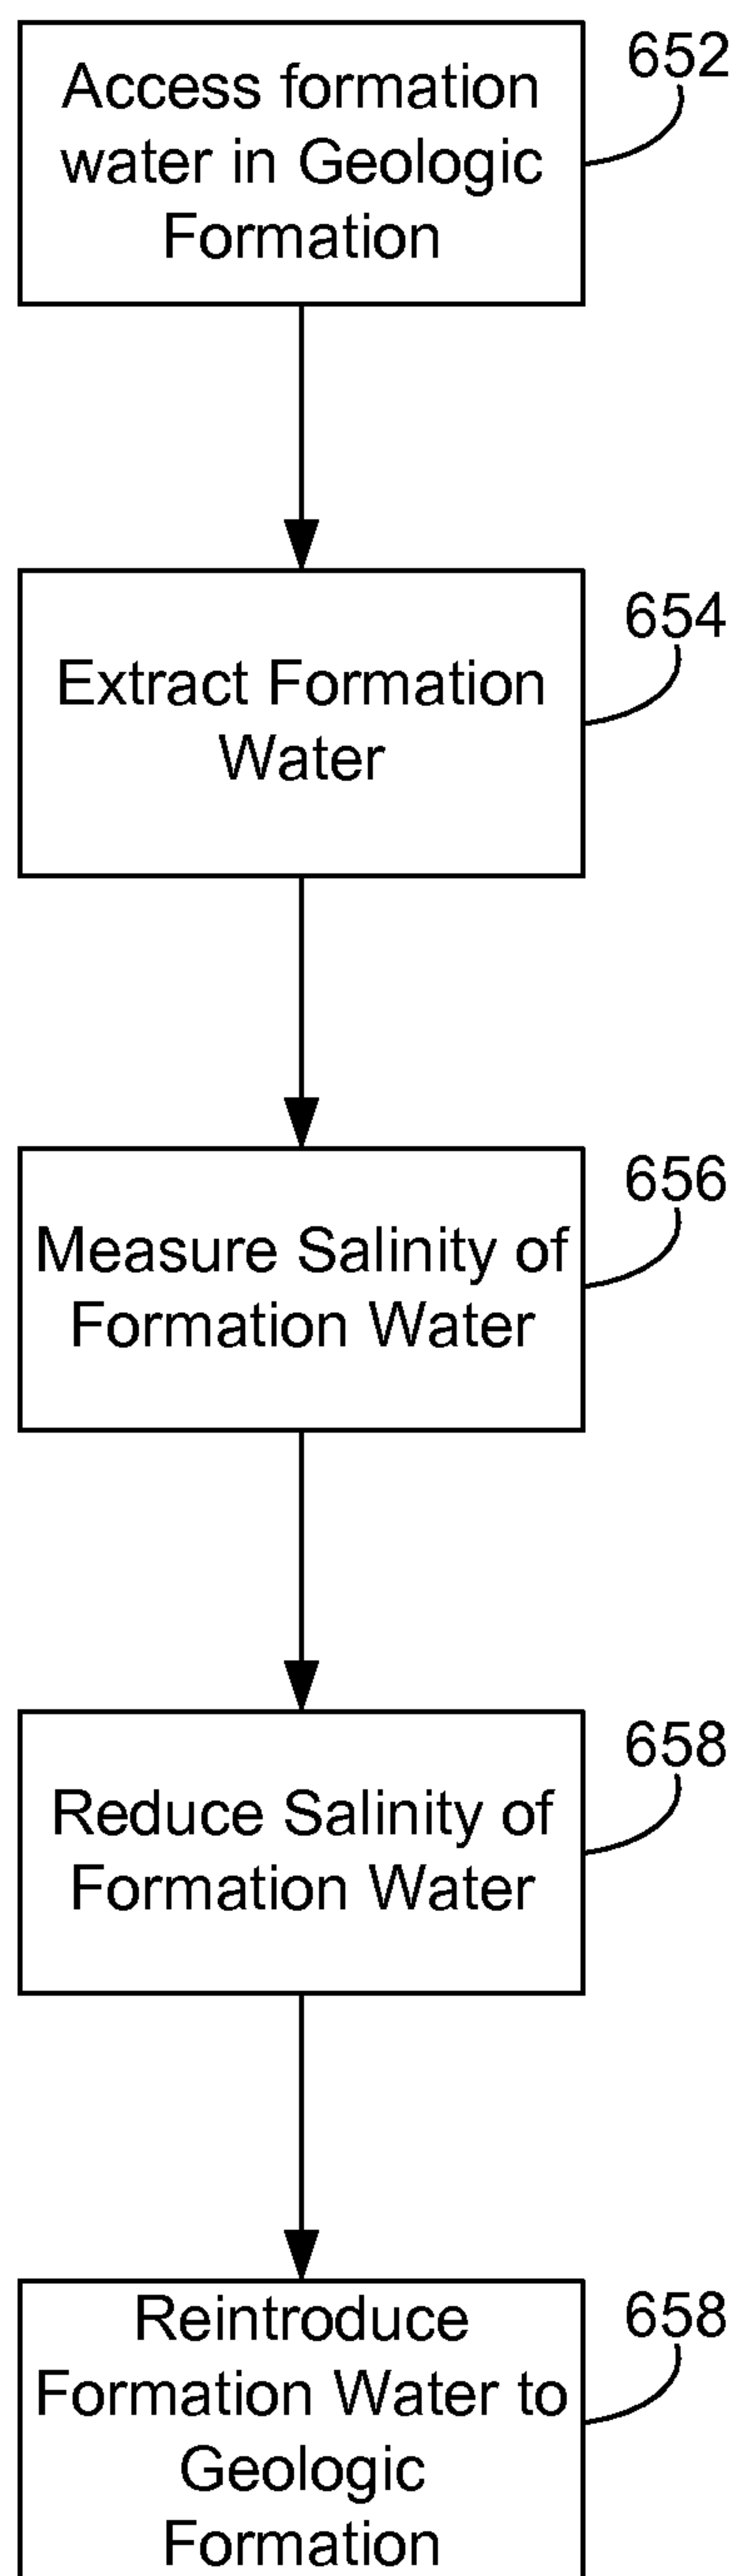 Access formation
water in Geologic
Formation
652
Extract Formation
Water
654
Measure Salinity of
Formation Water
656
Reduce Salinity of
Formation Water
658
Reintroduce
Formation Water to
Geologic
Formation
658